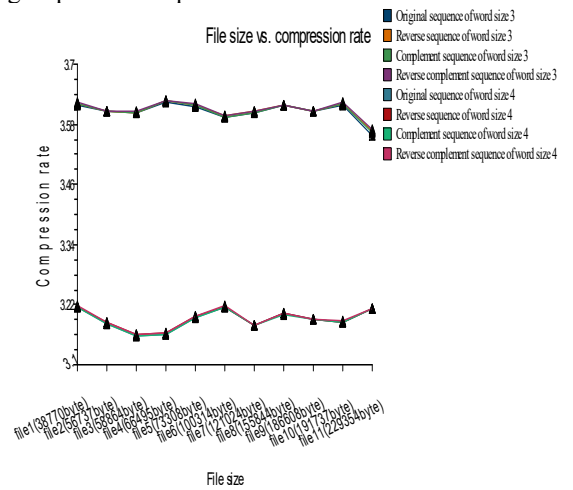 File size vs. compression rate
Original sequence of word size 3
Reverse sequence of word size 3
Complement sequence of word size 3
Reverse complement sequence of word size 3
Original sequence of word size 4
Reverse sequence of word size 4
Complement sequence of word size 4
Reverse complement sequence of word size 4
Compression rate
3.7
3.58
3.46
3.34
3.22
3.1
file1(38770byte)
file2(56737byte)
file3(58864byte)
file4(66495byte)
file5(73308byte)
file6(100314byte)
file7(121024byte)
file8(155844byte)
file9(186608byte)
file10(191737byte)
file11(229354byte)
File size